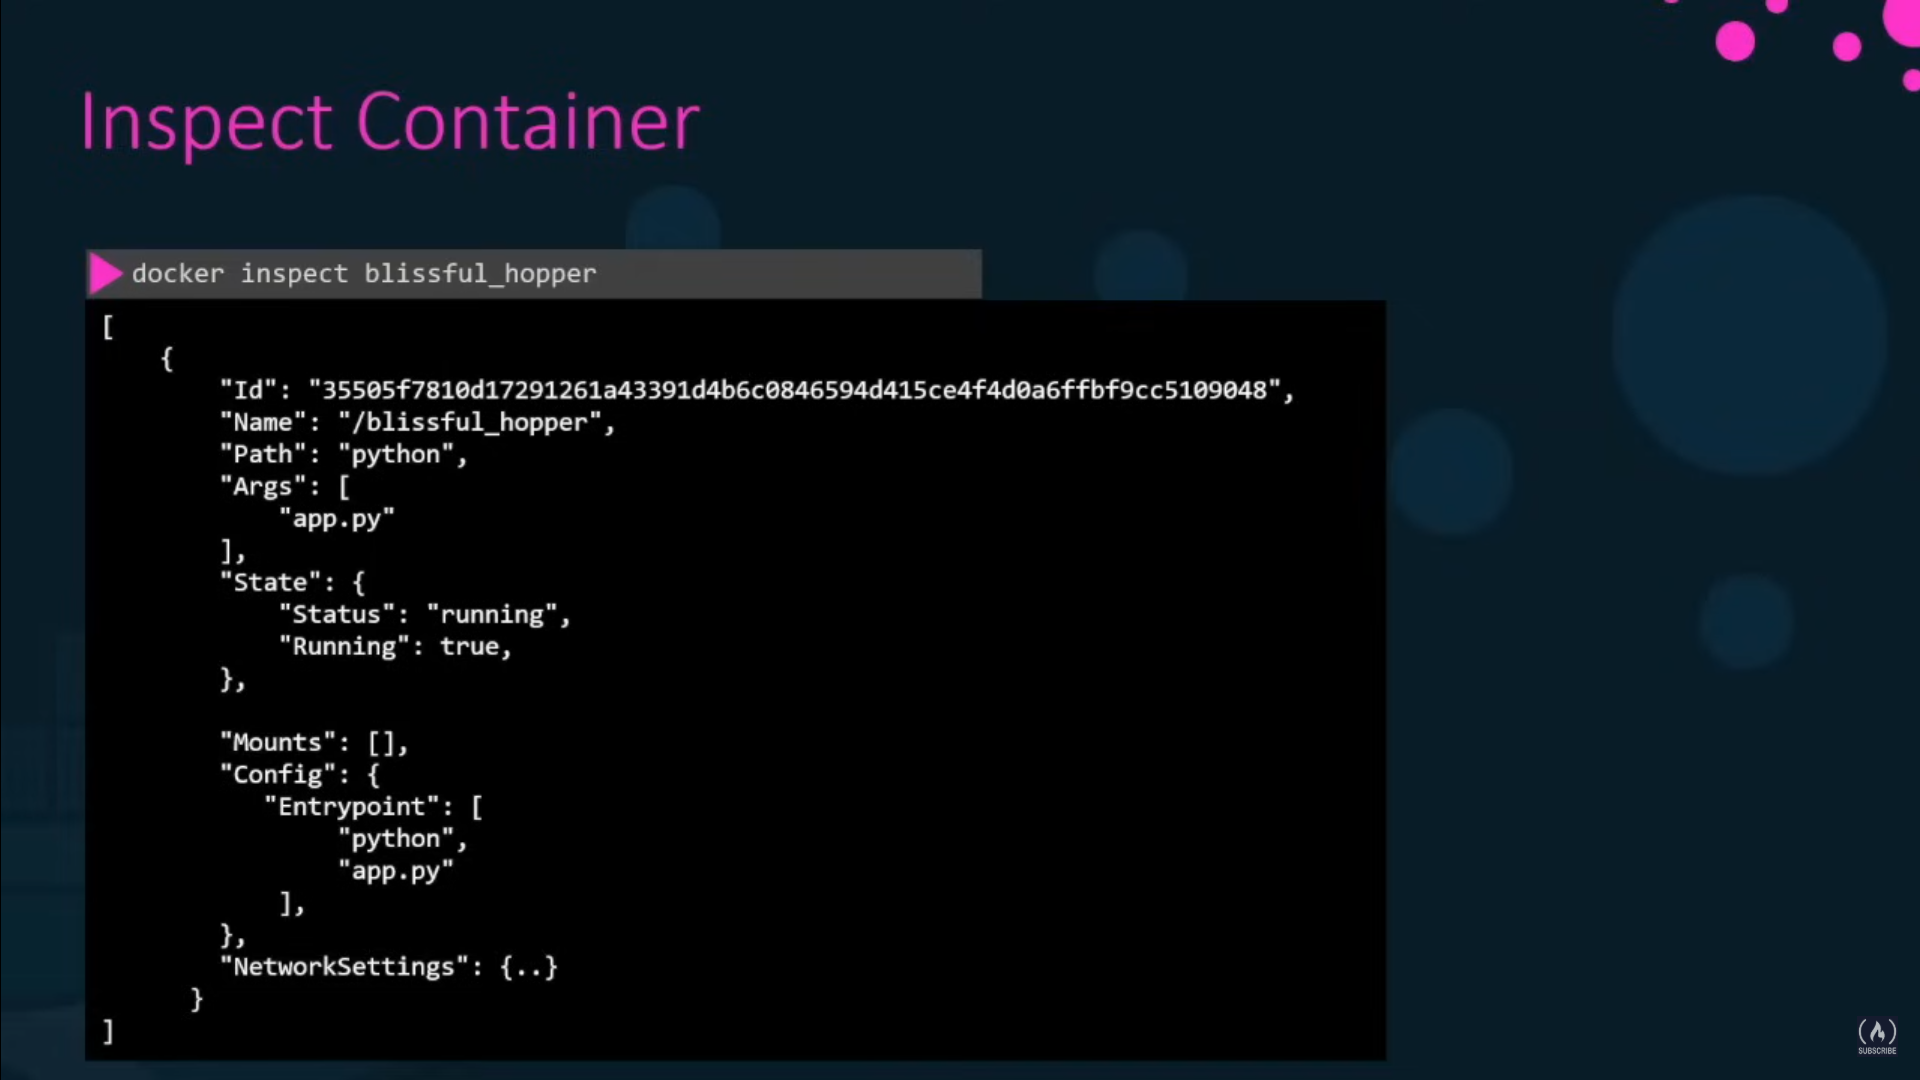 Inspect Container
docker inspect blissful_hopper
[
{
"Id": "35505f7810d17291261a43391d4b6c0846594d415ce4f4d0a6ffbf9cc5109048",
"Name": "/blissful_hopper",
"Path": "python",
"Args": [
"app.py"
],
"State": {
"Status": "running",
"Running": true,
},
"Mounts": [],
"Config": {
"Entrypoint": [
"python",
"app.py"
],
},
"NetworkSettings": {..}
}
]
SUBSCRIBE